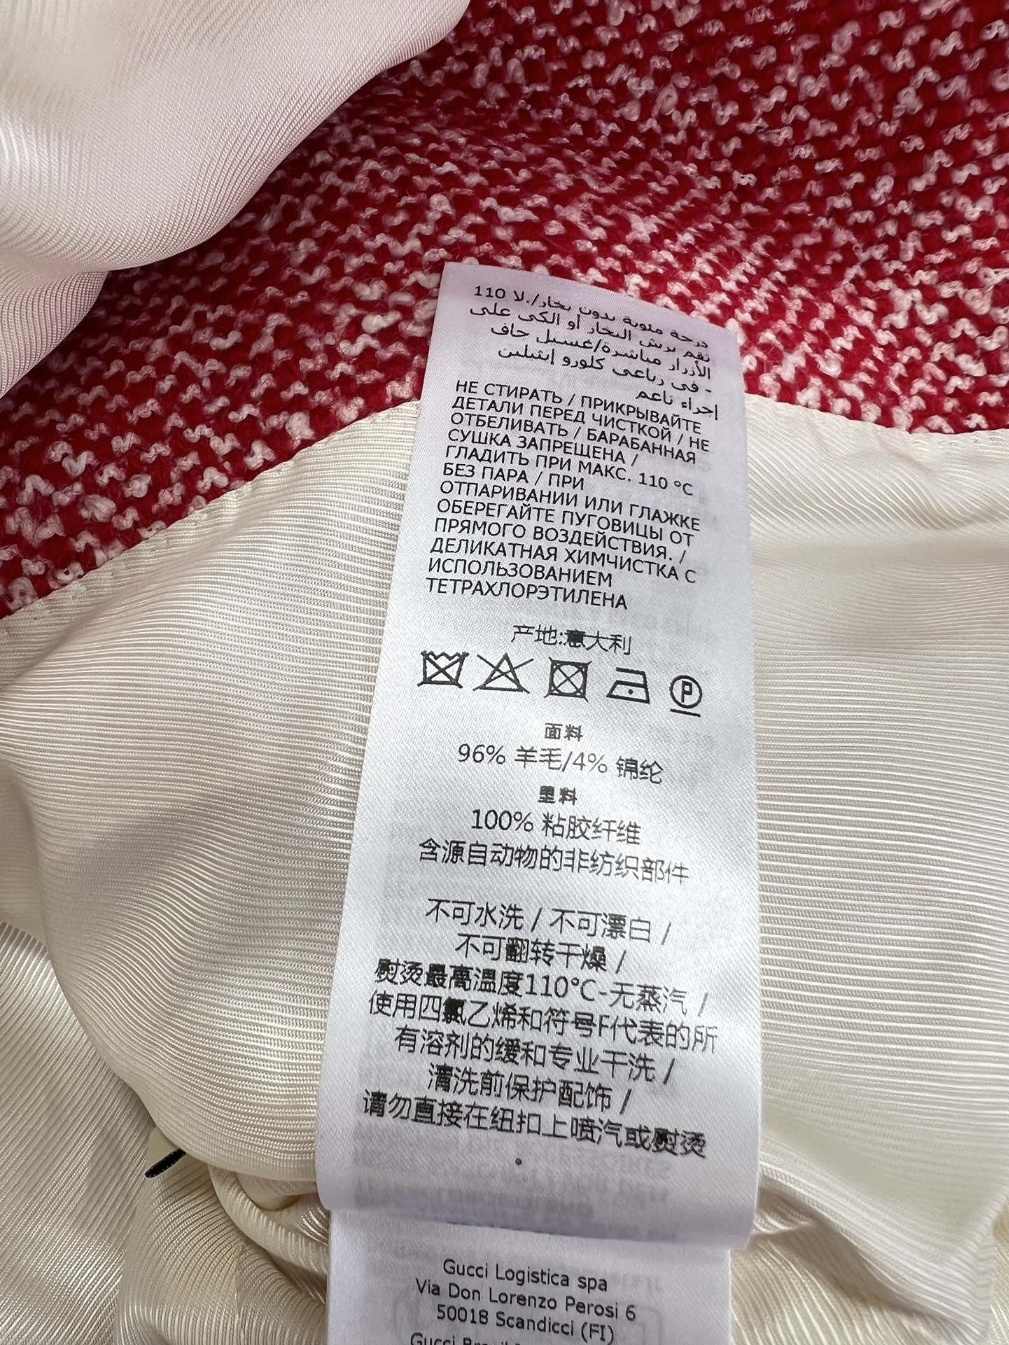 110 درجة مئوية بدون بخار/.لا
تقم برش البخار أو الكي على
الأزرار مباشرة/غسيل جاف
- في رباعي كلورو إيثيلين
إجراء ناعم
НЕ СТИРАТЬ / ПРИКРЫВАЙТЕ
ДЕТАЛИ ПЕРЕД ЧИСТКОЙ / НЕ
ОТБЕЛИВАТЬ / БАРАБАННАЯ
СУШКА ЗАПРЕЩЕНА /
ГЛАДИТЬ ПРИ МАКС. 110 °C
БЕЗ ПАРА / ПРИ
ОТПАРИВАНИИ ИЛИ ГЛАЖКЕ
ОБЕРЕГАЙТЕ ПУГОВИЦЫ ОТ
ПРЯМОГО ВОЗДЕЙСТВИЯ. /
ДЕЛИКАТНАЯ ХИМЧИСТКА С
ИСПОЛЬЗОВАНИЕМ
ТЕТРАХЛОРЭТИЛЕНА
产地:意大利
P
面料
96% 羊毛/4% 锦纶
里料
100% 粘胶纤维
含源自动物的非纺织部件
不可水洗 / 不可漂白 /
不可翻转干燥 /
熨烫最高温度110°C-无蒸汽 /
使用四氯乙烯和符号F代表的所
有溶剂的缓和专业干洗 /
清洗前保护配饰 /
请勿直接在纽扣上喷汽或熨烫
Gucci Logistica spa
Via Don Lorenzo Perosi 6
50018 Scandicci (FI)
Gucci